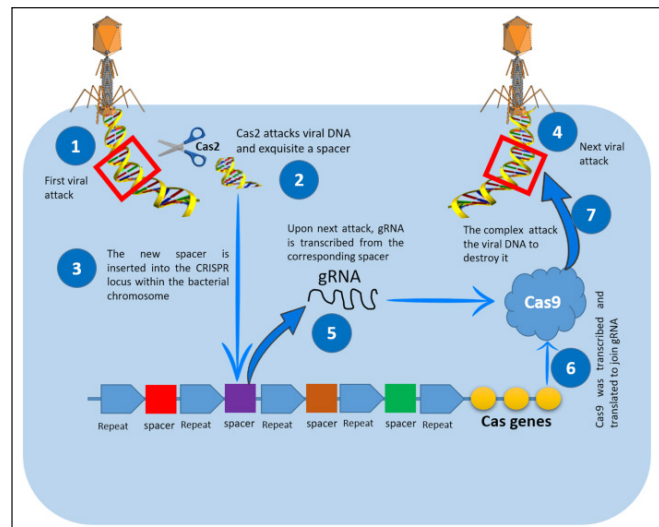 1
First viral
attack
Cas2
Cas2 attacks viral DNA
and exquisite a spacer
2
3
The new spacer is
inserted into the CRISPR
locus within the bacterial
chromosome
4
Next viral
attack
Upon next attack, gRNA
is transcribed from the
corresponding spacer
gRNA
5
The complex attack
the viral DNA to
destroy it
7
Cas9
6
Cas9 was transcribed and
translated to join gRNA
Repeat
spacer
Repeat
spacer
Repeat
spacer
Repeat
spacer
Repeat
Cas genes